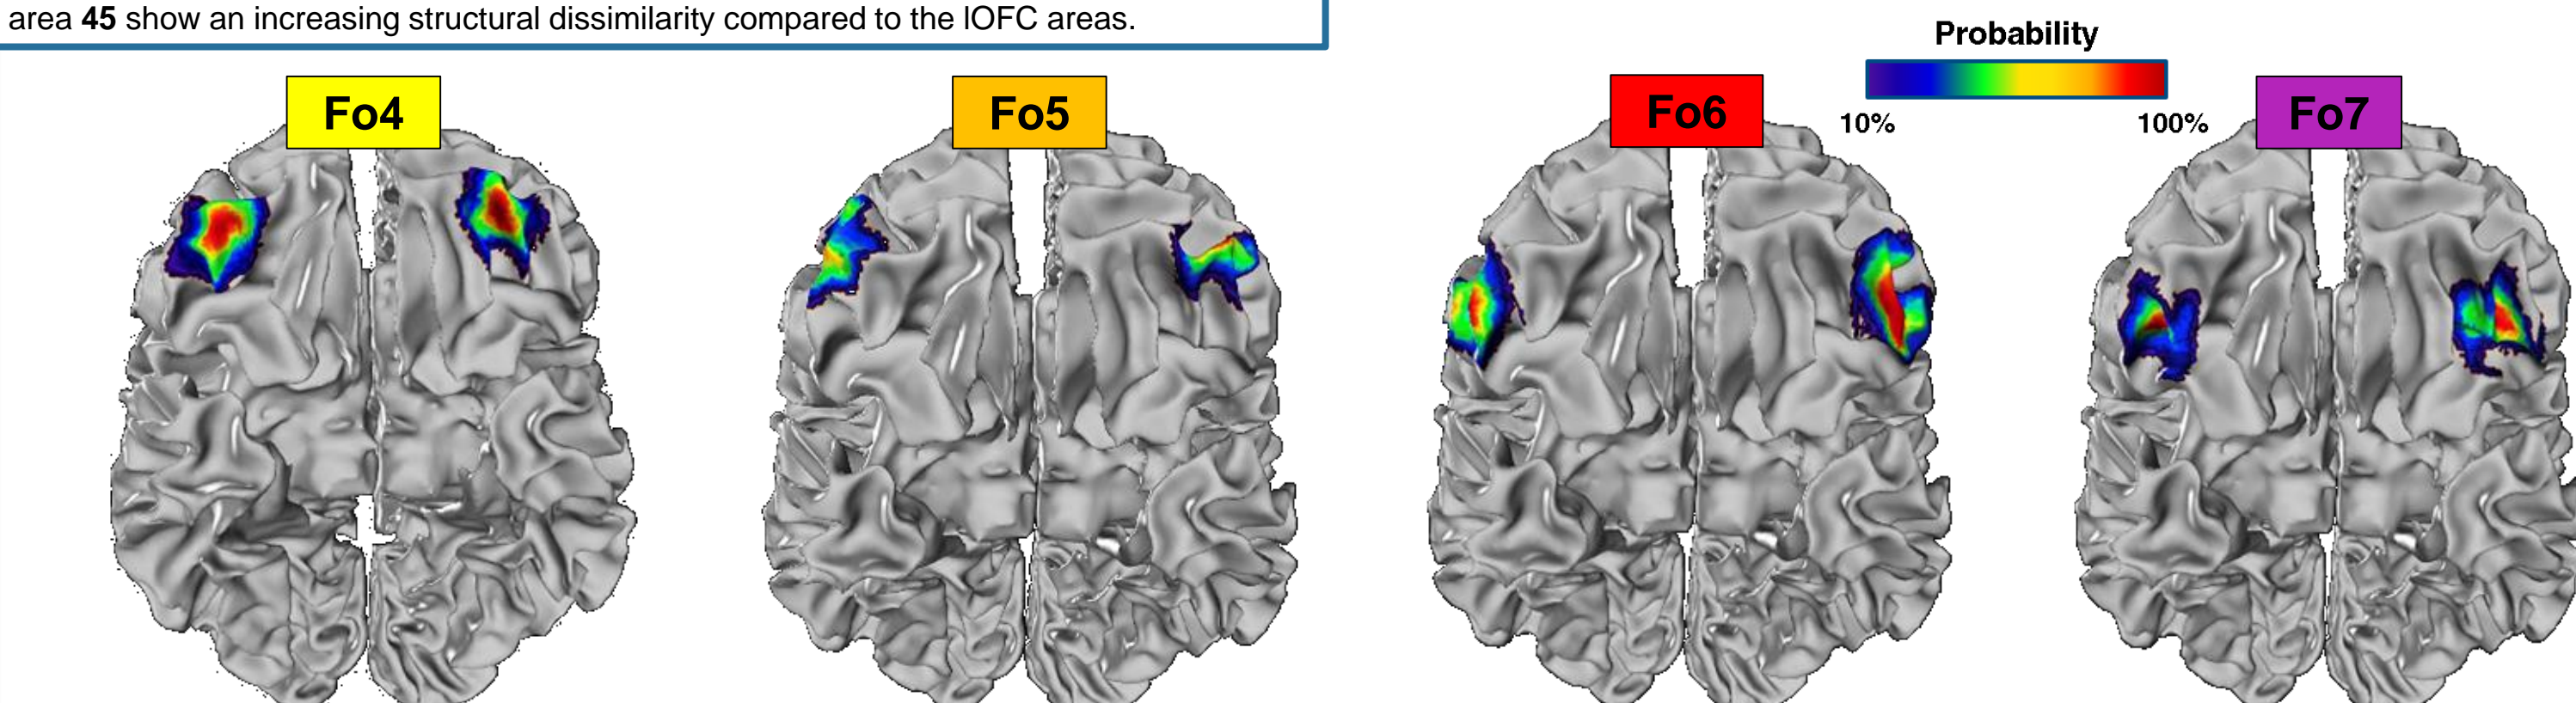 area 45 show an increasing structural dissimilarity compared to the lOFC areas.
Probability
10% 100%
Fo4
Fo5
Fo6
Fo7